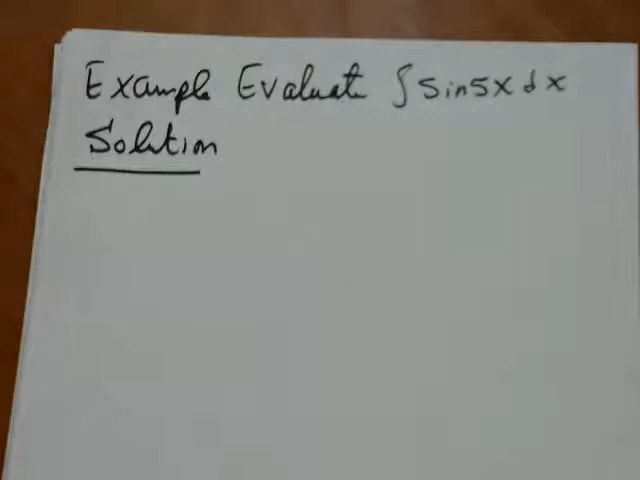 Example Evaluate ∫ sin5x dx
Solution